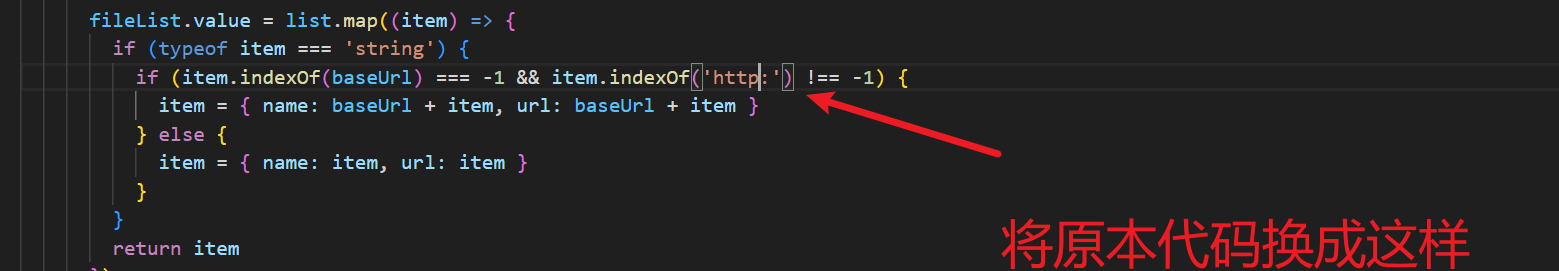 fileList.value = list.map((item) => {
if (typeof item === 'string') {
if (item.indexOf(baseUrl) === -1 && item.indexOf('http:') !== -1) {
item = { name: baseUrl + item, url: baseUrl + item }
} else {
item = { name: item, url: item }
}
}
return item
将原本代码换成这样